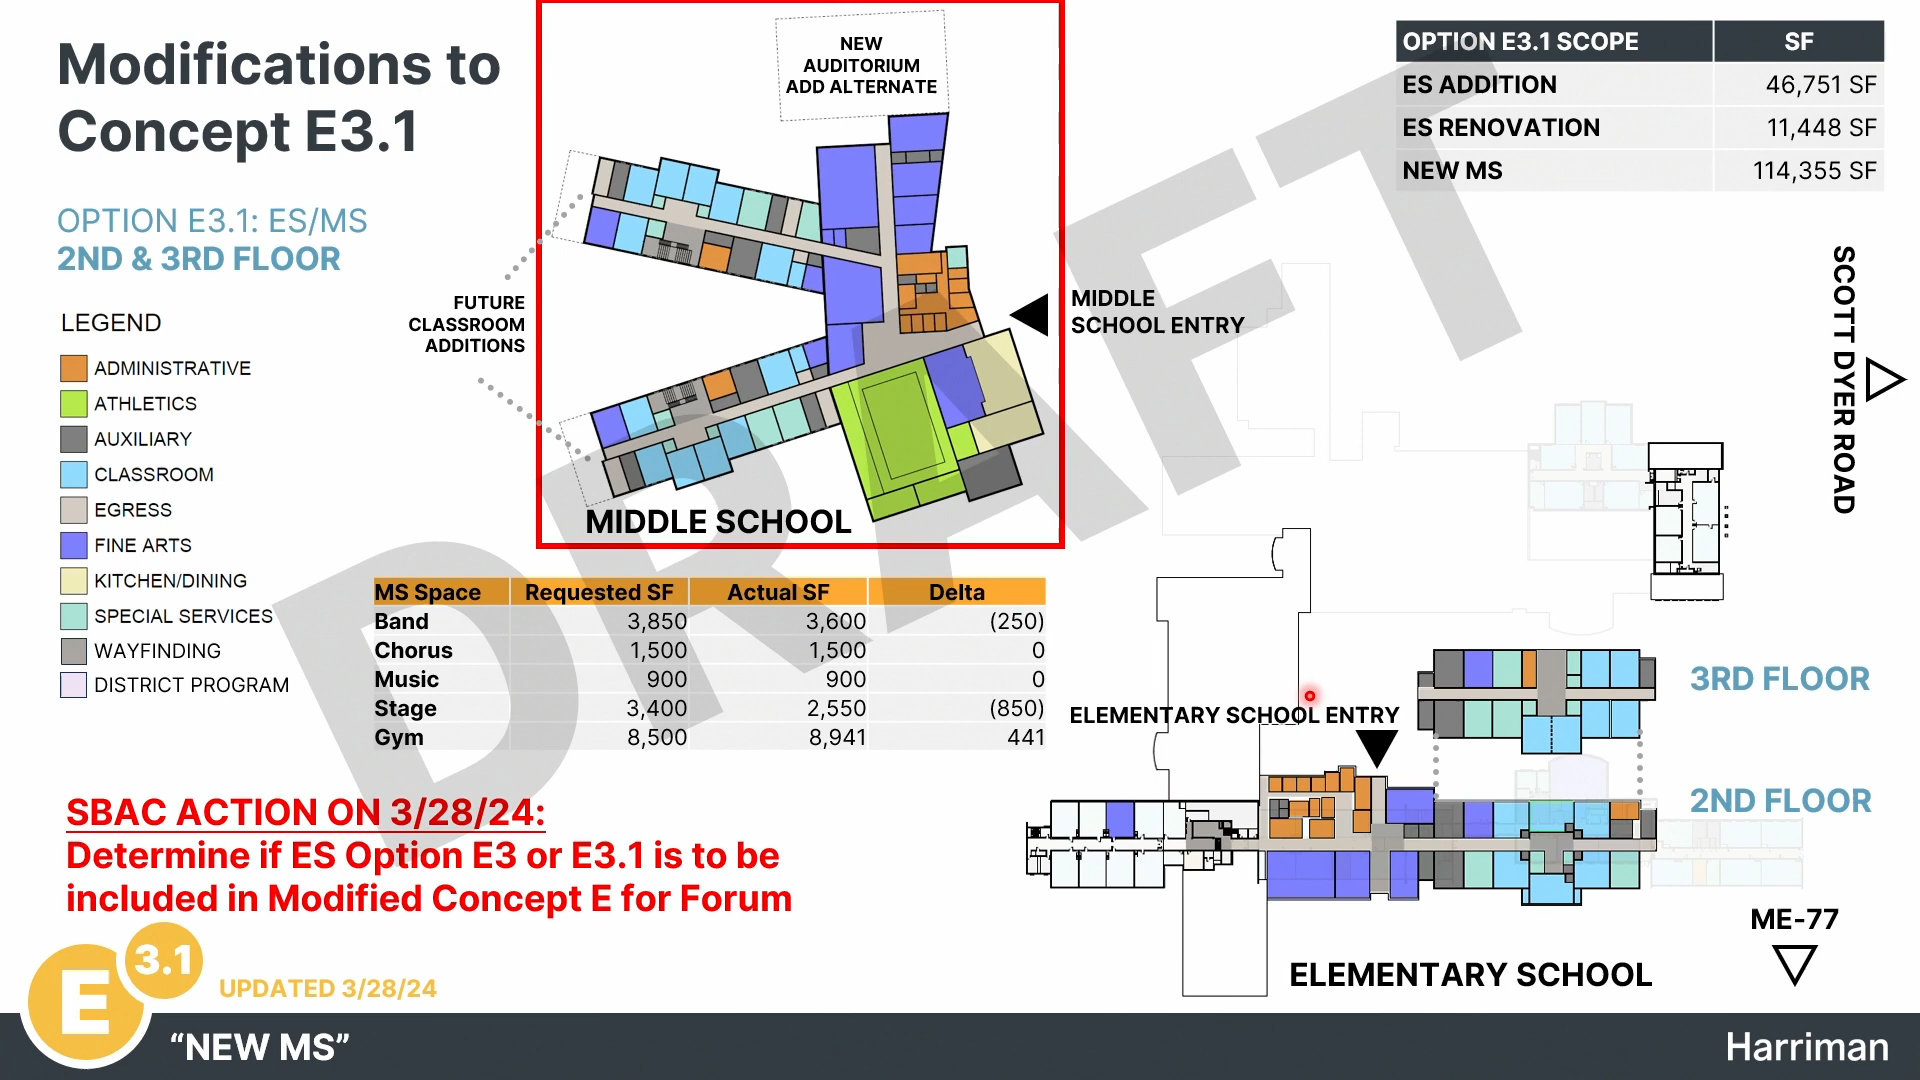 Modifications to
Concept E3.1
OPTION E3.1: ES/MS
2ND & 3RD FLOOR
LEGEND
ADMINISTRATIVE
ATHLETICS
AUXILIARY
CLASSROOM
EGRESS
FINE ARTS
KITCHEN/DINING
SPECIAL SERVICES
WAYFINDING
DISTRICT PROGRAM
NEW
AUDITORIUM
ADD ALTERNATE
FUTURE
CLASSROOM
ADDITIONS
MIDDLE
SCHOOL ENTRY
MIDDLE SCHOOL
OPTION E3.1 SCOPE SF
ES ADDITION 46,751 SF
ES RENOVATION 11,448 SF
NEW MS 114,355 SF
SCOTT DYER ROAD
DRAFT
MS Space Requested SF Actual SF Delta
Band 3,850 3,600 (250)
Chorus 1,500 1,500 0
Music 900 900 0
Stage 3,400 2,550 (850)
Gym 8,500 8,941 441
ELEMENTARY SCHOOL ENTRY
3RD FLOOR
2ND FLOOR
ME-77
ELEMENTARY SCHOOL
SBAC ACTION ON 3/28/24:
Determine if ES Option E3 or E3.1 is to be
included in Modified Concept E for Forum
E 3.1
UPDATED 3/28/24
“NEW MS”
Harriman